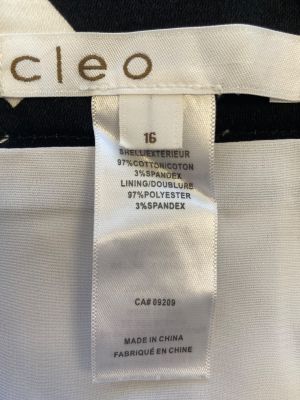 cleo
16
SHELL/EXTERIEUR
97%COTTON/COTON
3%SPANDEX
LINING/DOUBLURE
97%POLYESTER
3%SPANDEX
CA# 09209
MADE IN CHINA
FABRIQUÉ EN CHINE